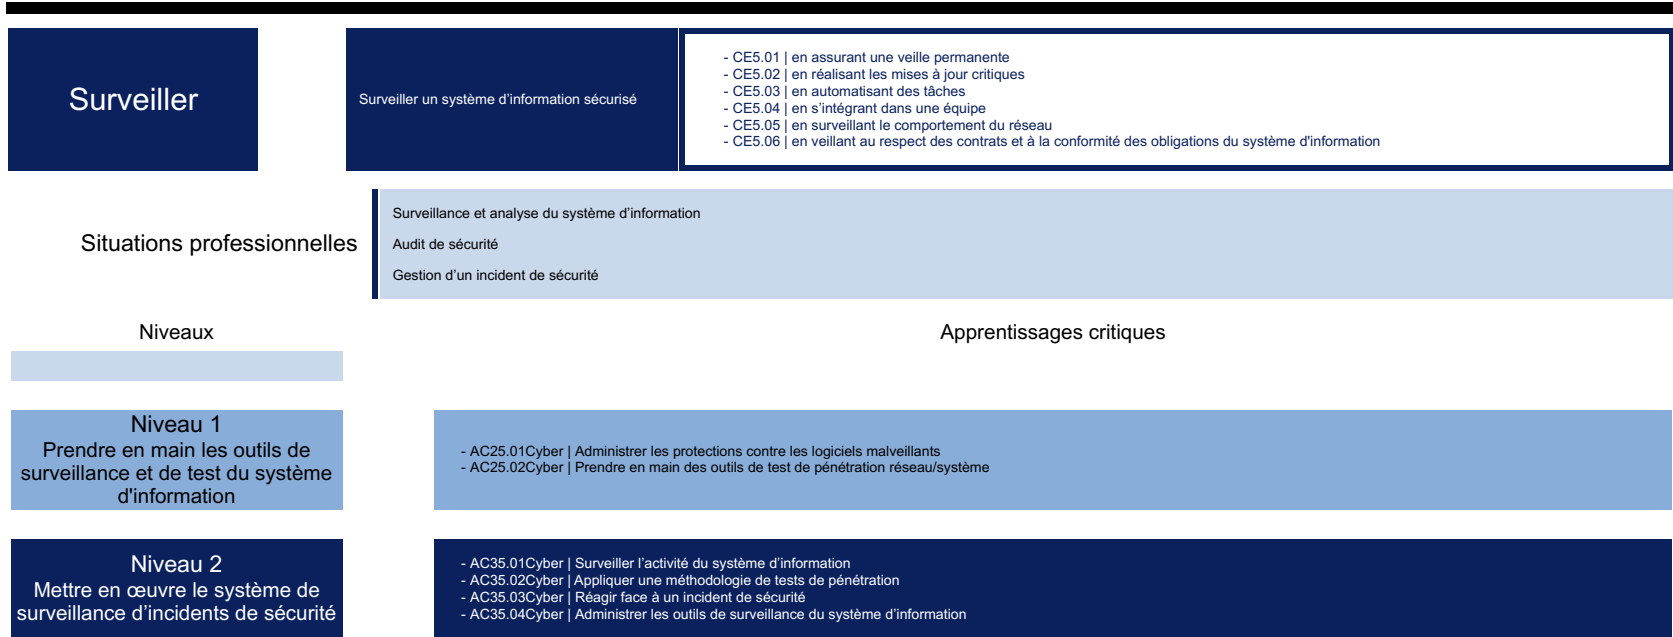 Surveiller
Surveiller un système d'information sécurisé
- CE5.01 | en assurant une veille permanente
- CE5.02 | en réalisant les mises à jour critiques
- CE5.03 | en automatisant des tâches
- CE5.04 | en s'intégrant dans une équipe
- CE5.05 | en surveillant le comportement du réseau
- CE5.06 | en veillant au respect des contrats et à la conformité des obligations du système d'information
Situations professionnelles
Surveillance et analyse du système d'information
Audit de sécurité
Gestion d'un incident de sécurité
Niveaux
Apprentissages critiques
Niveau 1
Prendre en main les outils de
surveillance et de test du système
d'information
- AC25.01Cyber | Administrer les protections contre les logiciels malveillants
- AC25.02Cyber | Prendre en main des outils de test de pénétration réseau/système
Niveau 2
Mettre en œuvre le système de
surveillance d'incidents de sécurité
- AC35.01Cyber | Surveiller l'activité du système d'information
- AC35.02Cyber | Appliquer une méthodologie de tests de pénétration
- AC35.03Cyber | Réagir face à un incident de sécurité
- AC35.04Cyber | Administrer les outils de surveillance du système d'information